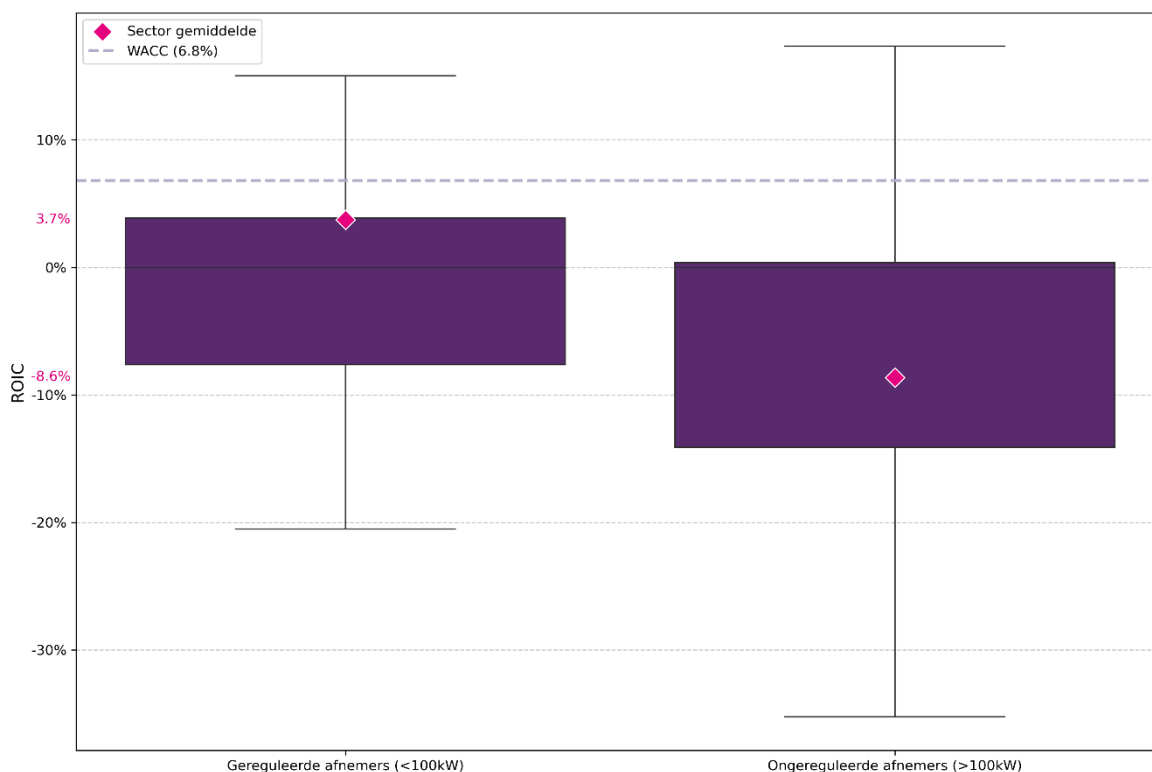 Sector gemiddelde
WACC (6.8%)
10%
3.7%
0%
-8.6%
-10%
-20%
-30%
ROIC
Gereguleerde afnemers (<100kW)
Ongereguleerde afnemers (>100kW)